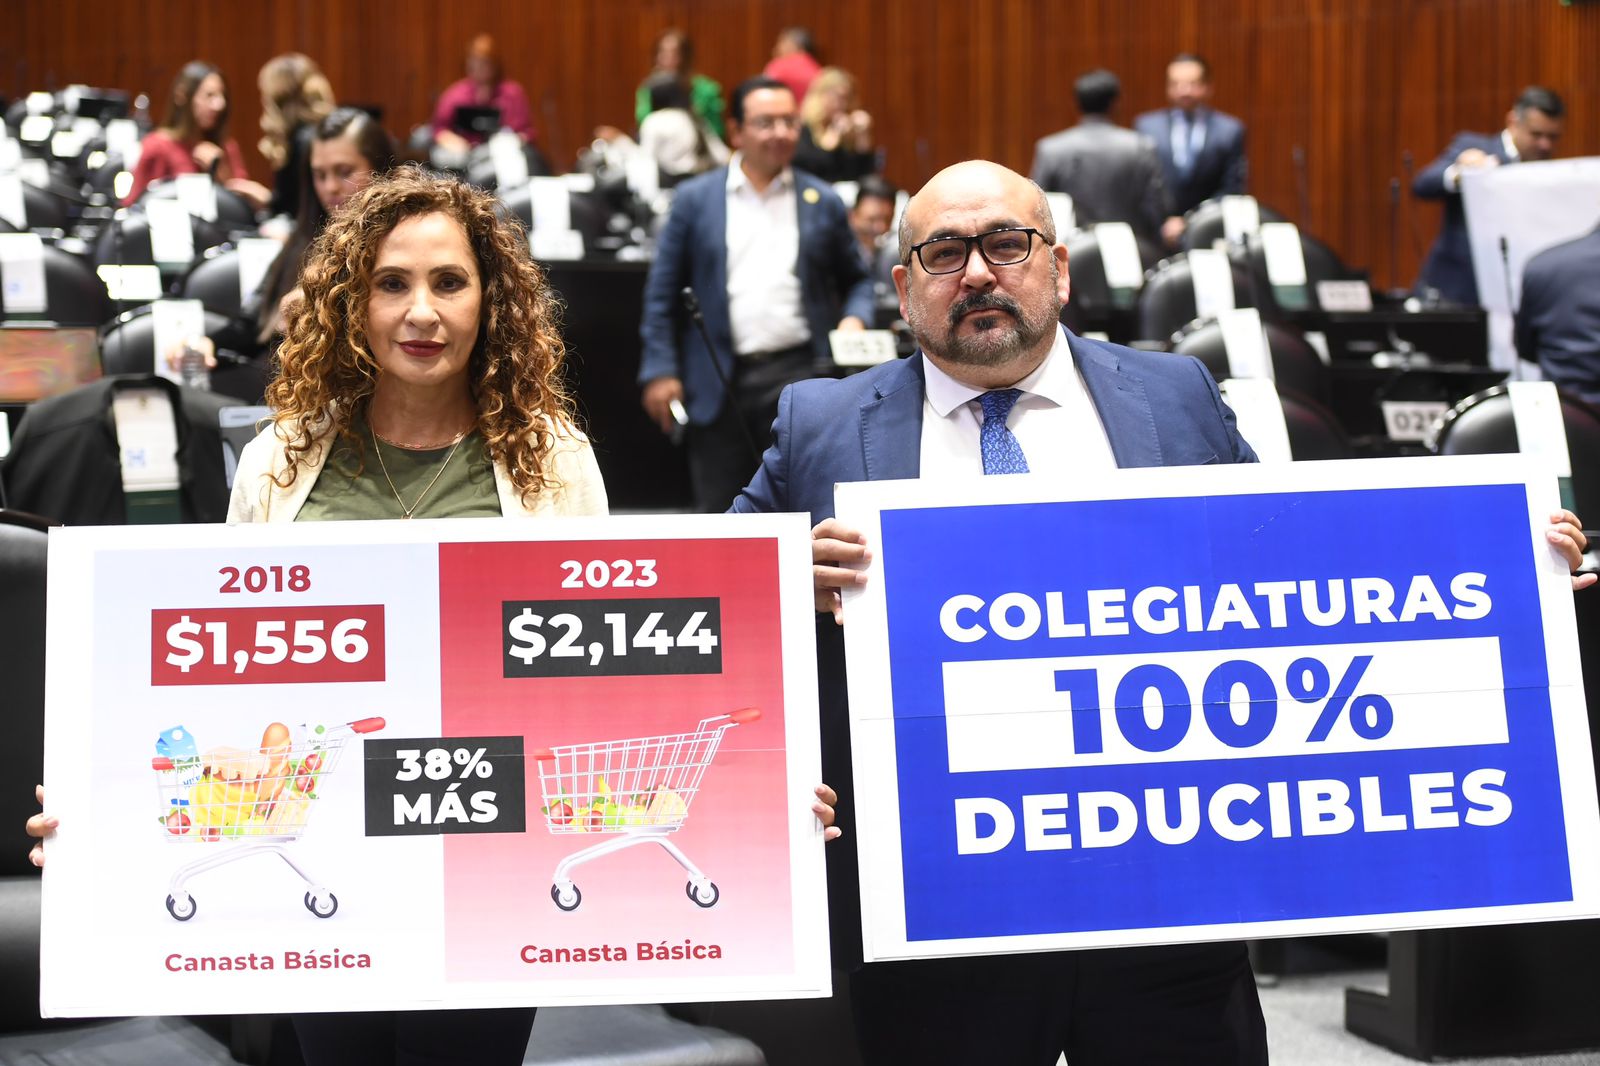 2018
$1,556
2023
$2,144
38%
MÁS
Canasta Básica
Canasta Básica
COLEGIATURAS
100%
DEDUCIBLES